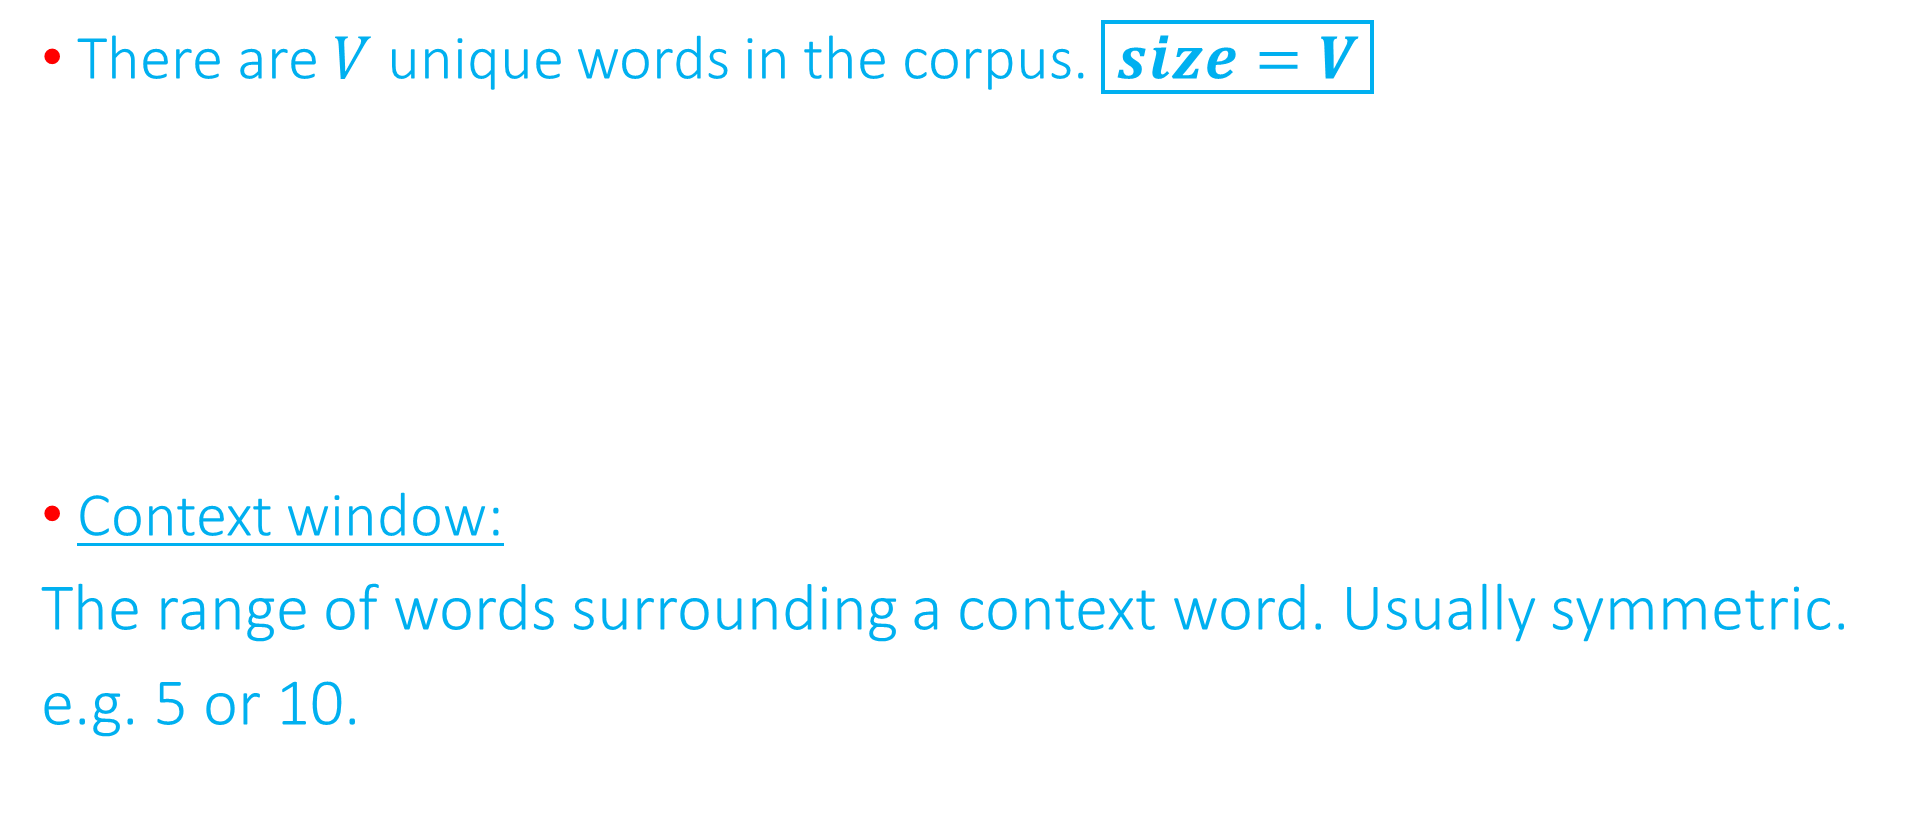 • There are V unique words in the corpus. size = V
• Context window:
The range of words surrounding a context word. Usually symmetric.
e.g. 5 or 10.